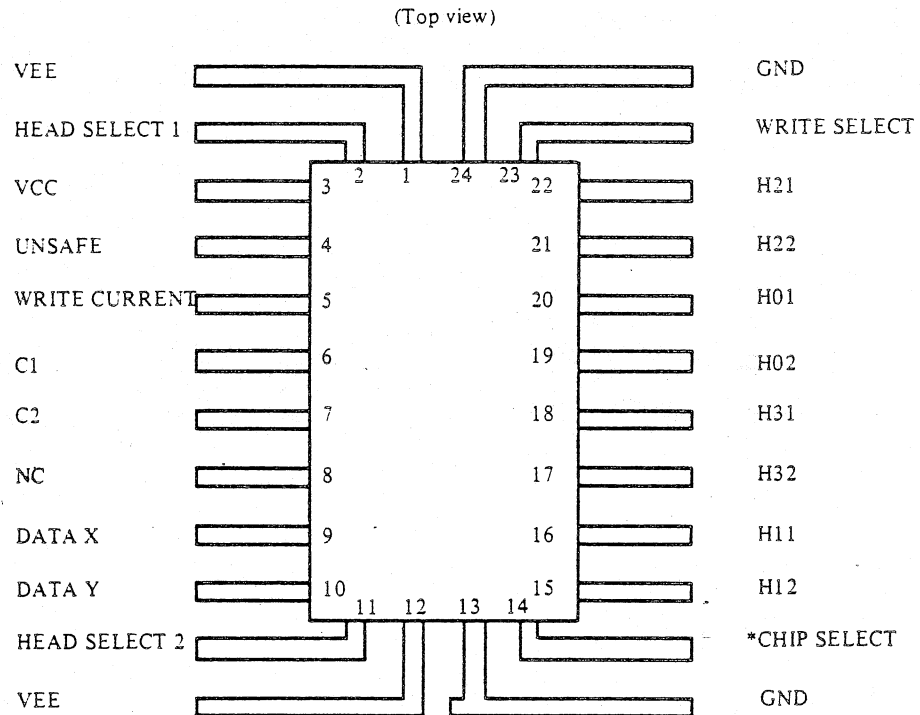 (Top view)
VEE GND
HEAD SELECT 1 WRITE SELECT
2 1 24 23
VCC 3 22 H21
UNSAFE 4 21 H22
WRITE CURRENT 5 20 H01
C1 6 19 H02
C2 7 18 H31
NC 8 17 H32
DATA X 9 16 H11
DATA Y 10 15 H12
11 12 13 14
HEAD SELECT 2 *CHIP SELECT
VEE GND